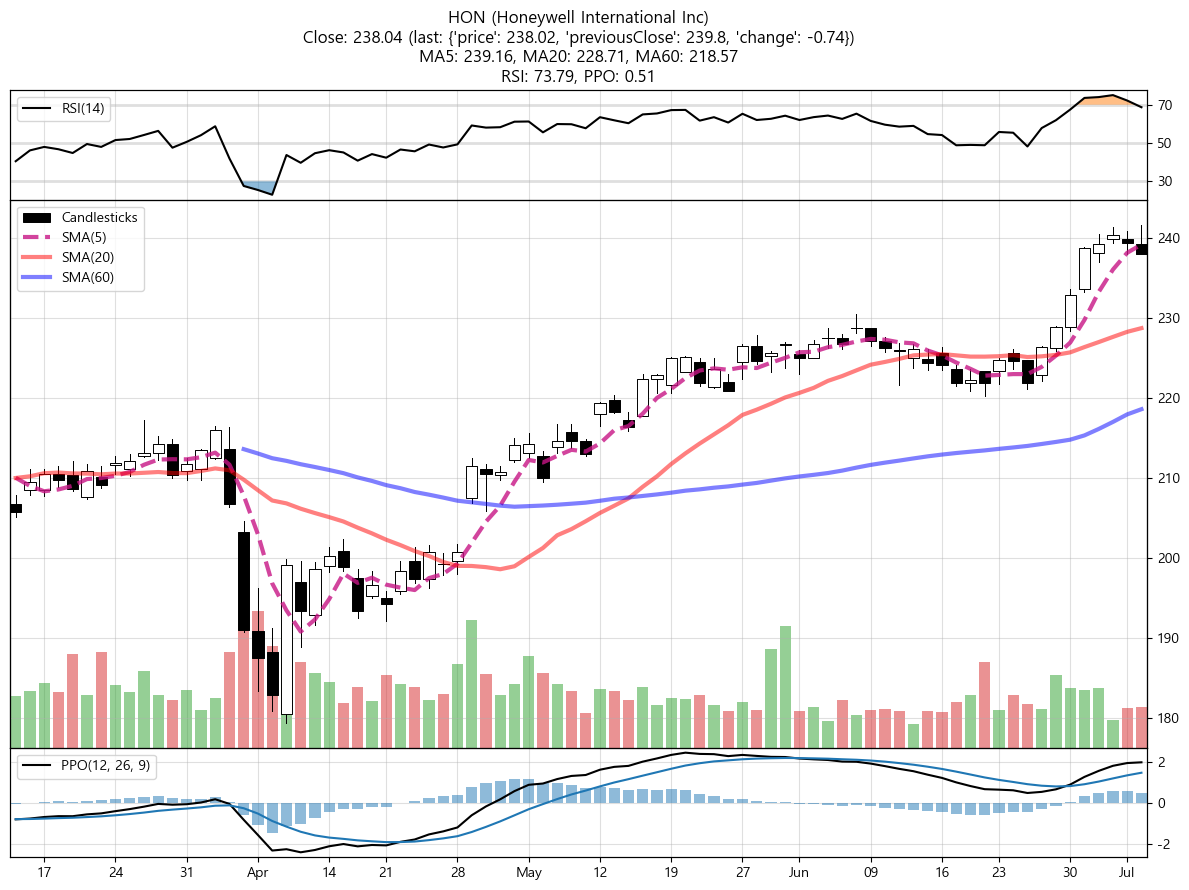 HON (Honeywell International Inc)
Close: 238.04 (last: {'price': 238.02, 'previousClose': 239.8, 'change': -0.74})
MA5: 239.16, MA20: 228.71, MA60: 218.57
RSI: 73.79, PPO: 0.51
RSI(14)
70
50
30
Candlesticks
SMA(5)
SMA(20)
SMA(60)
240
230
220
210
200
190
180
PPO(12, 26, 9)
2
0
-2
17 24 31 Apr 14 21 28 May 12 19 27 Jun 09 16 23 30 Jul